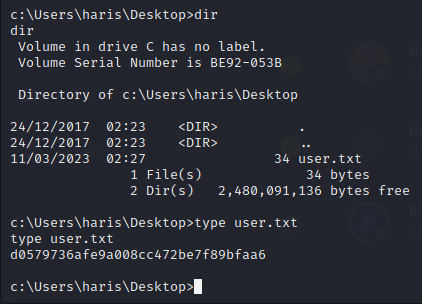 c:\Users\haris\Desktop>dir
dir
 Volume in drive C has no label.
 Volume Serial Number is BE92-053B

 Directory of c:\Users\haris\Desktop

24/12/2017  02:23    <DIR>          .
24/12/2017  02:23    <DIR>          ..
11/03/2023  02:27                34 user.txt
               1 File(s)             34 bytes
               2 Dir(s)   2,480,091,136 bytes free

c:\Users\haris\Desktop>type user.txt
type user.txt
d0579736afe9a008cc472be7f89bfaa6

c:\Users\haris\Desktop>